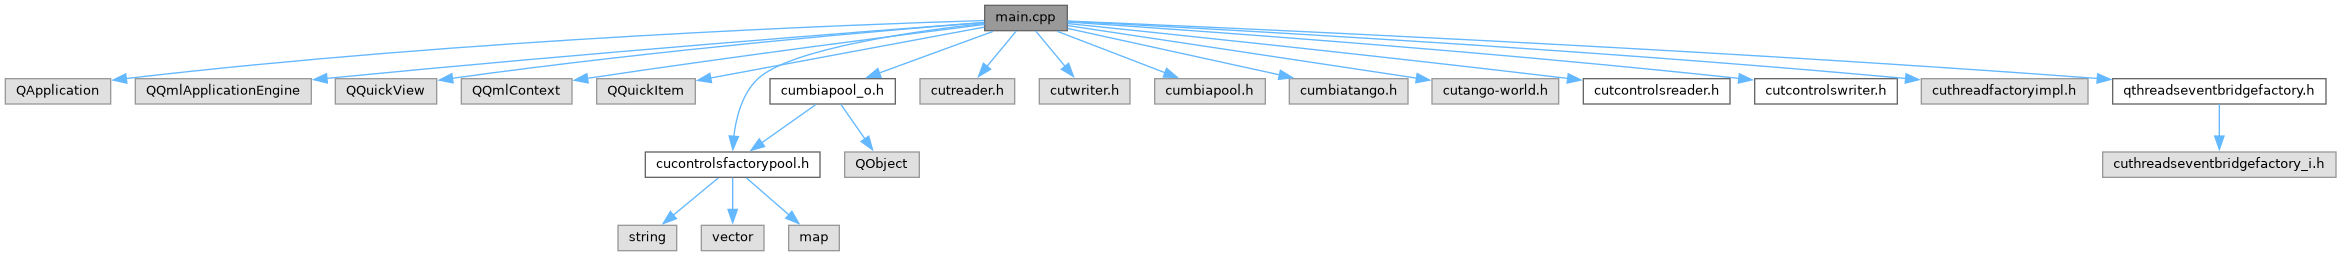 main.cpp
QApplication
QQmlApplicationEngine
QQuickView
QQmlContext
QQuickItem
cumbiapool_o.h
cutreader.h
cutwriter.h
cumbiapool.h
cumbiatango.h
cutango-world.h
cutcontrolsreader.h
cutcontrolswriter.h
cuthreadfactoryimpl.h
qthreadseventbridgefactory.h
cucontrolsfactorypool.h
QObject
cuthreadseventbridgefactory_i.h
string
vector
map